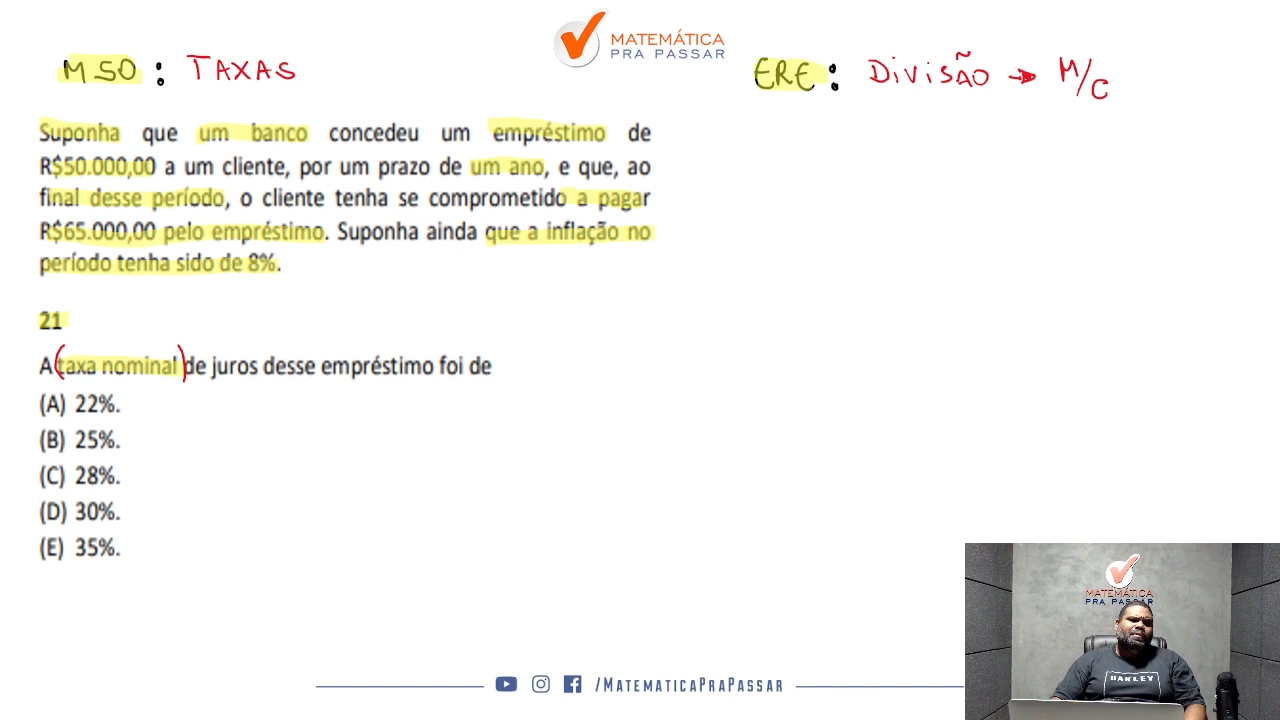 MATEMÁTICA
PRA PASSAR
MSO : TAXAS
ERE : DIVISÃO → M/C
Suponha que um banco concedeu um empréstimo de
R$50.000,00 a um cliente, por um prazo de um ano, e que, ao
final desse período, o cliente tenha se comprometido a pagar
R$65.000,00 pelo empréstimo. Suponha ainda que a inflação no
período tenha sido de 8%.
21
A (taxa nominal) de juros desse empréstimo foi de
(A) 22%.
(B) 25%.
(C) 28%.
(D) 30%.
(E) 35%.
MATEMÁTICA
PRA PASSAR
OAKLEY
/MATEMATICAPRAPASSAR